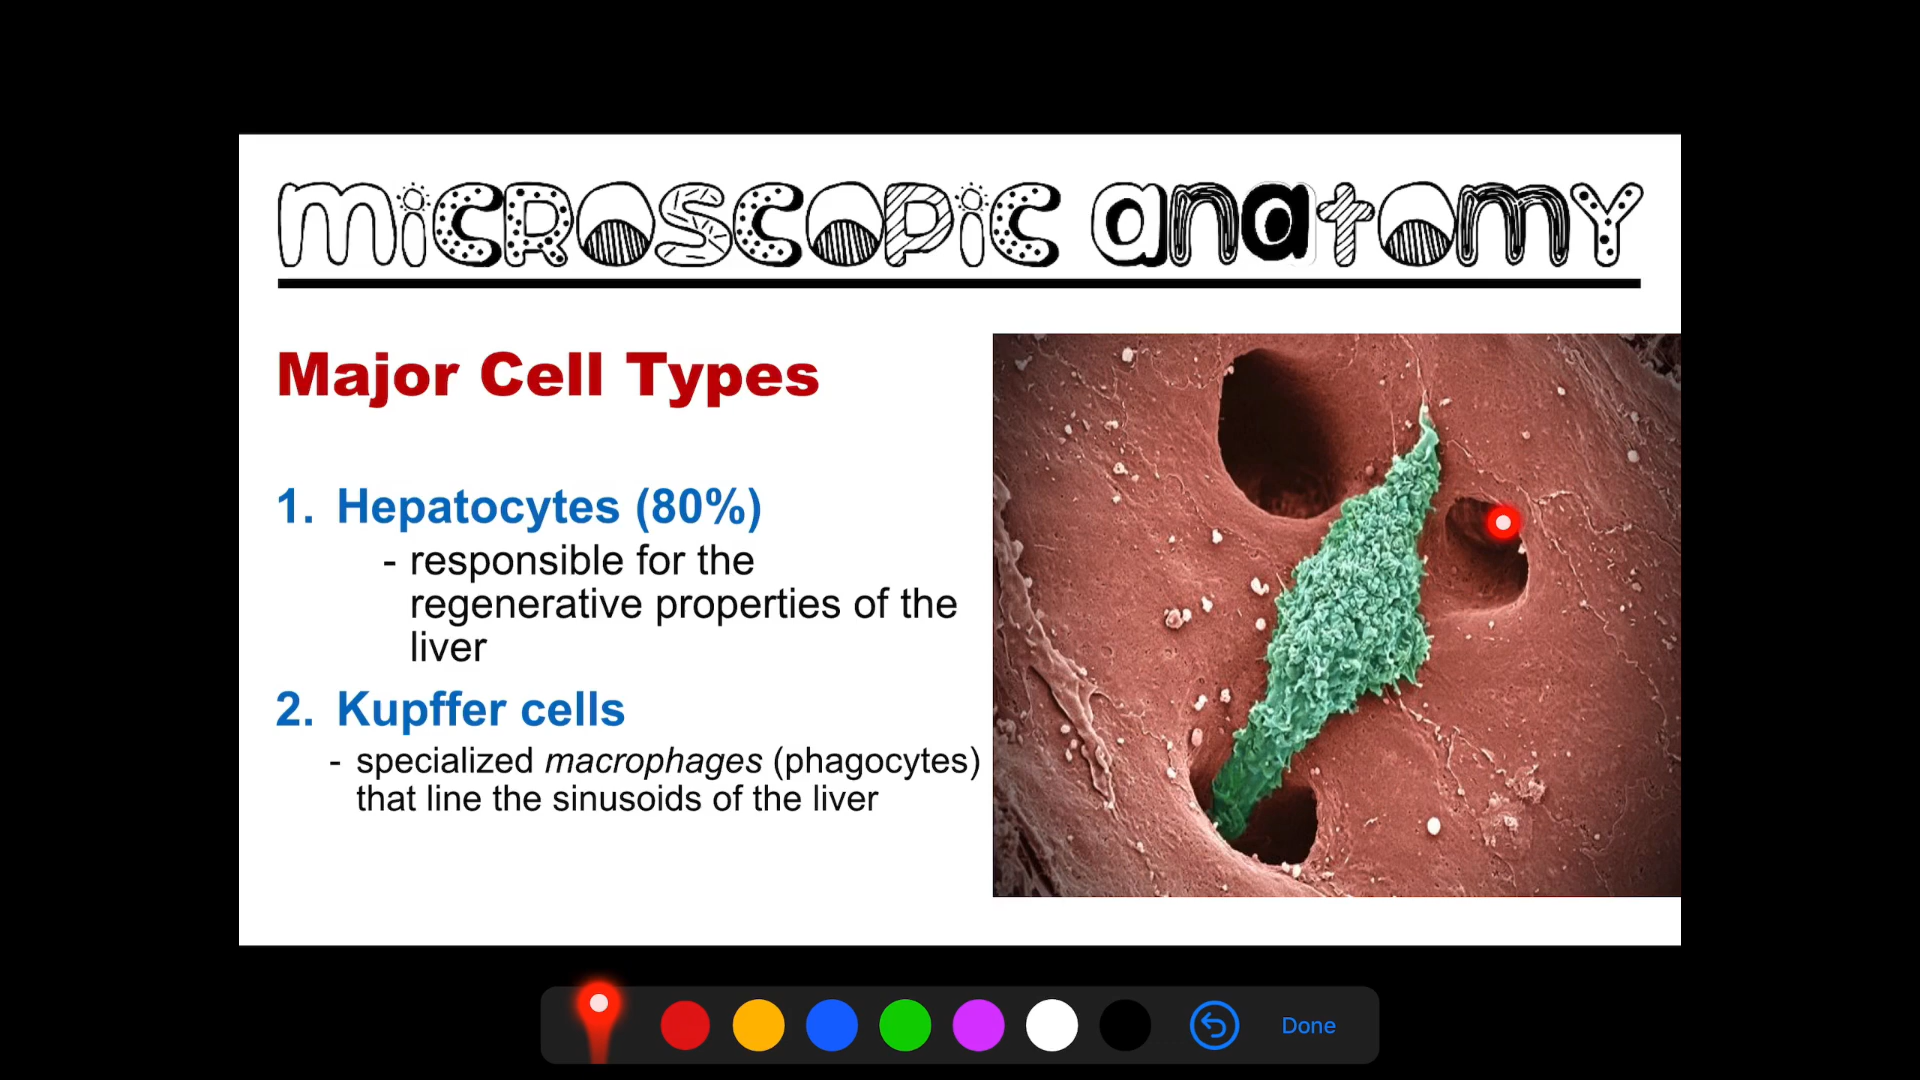 microscopic anatomy
Major Cell Types
1. Hepatocytes (80%)
- responsible for the
regenerative properties of the
liver
2. Kupffer cells
- specialized macrophages (phagocytes)
that line the sinusoids of the liver
Done